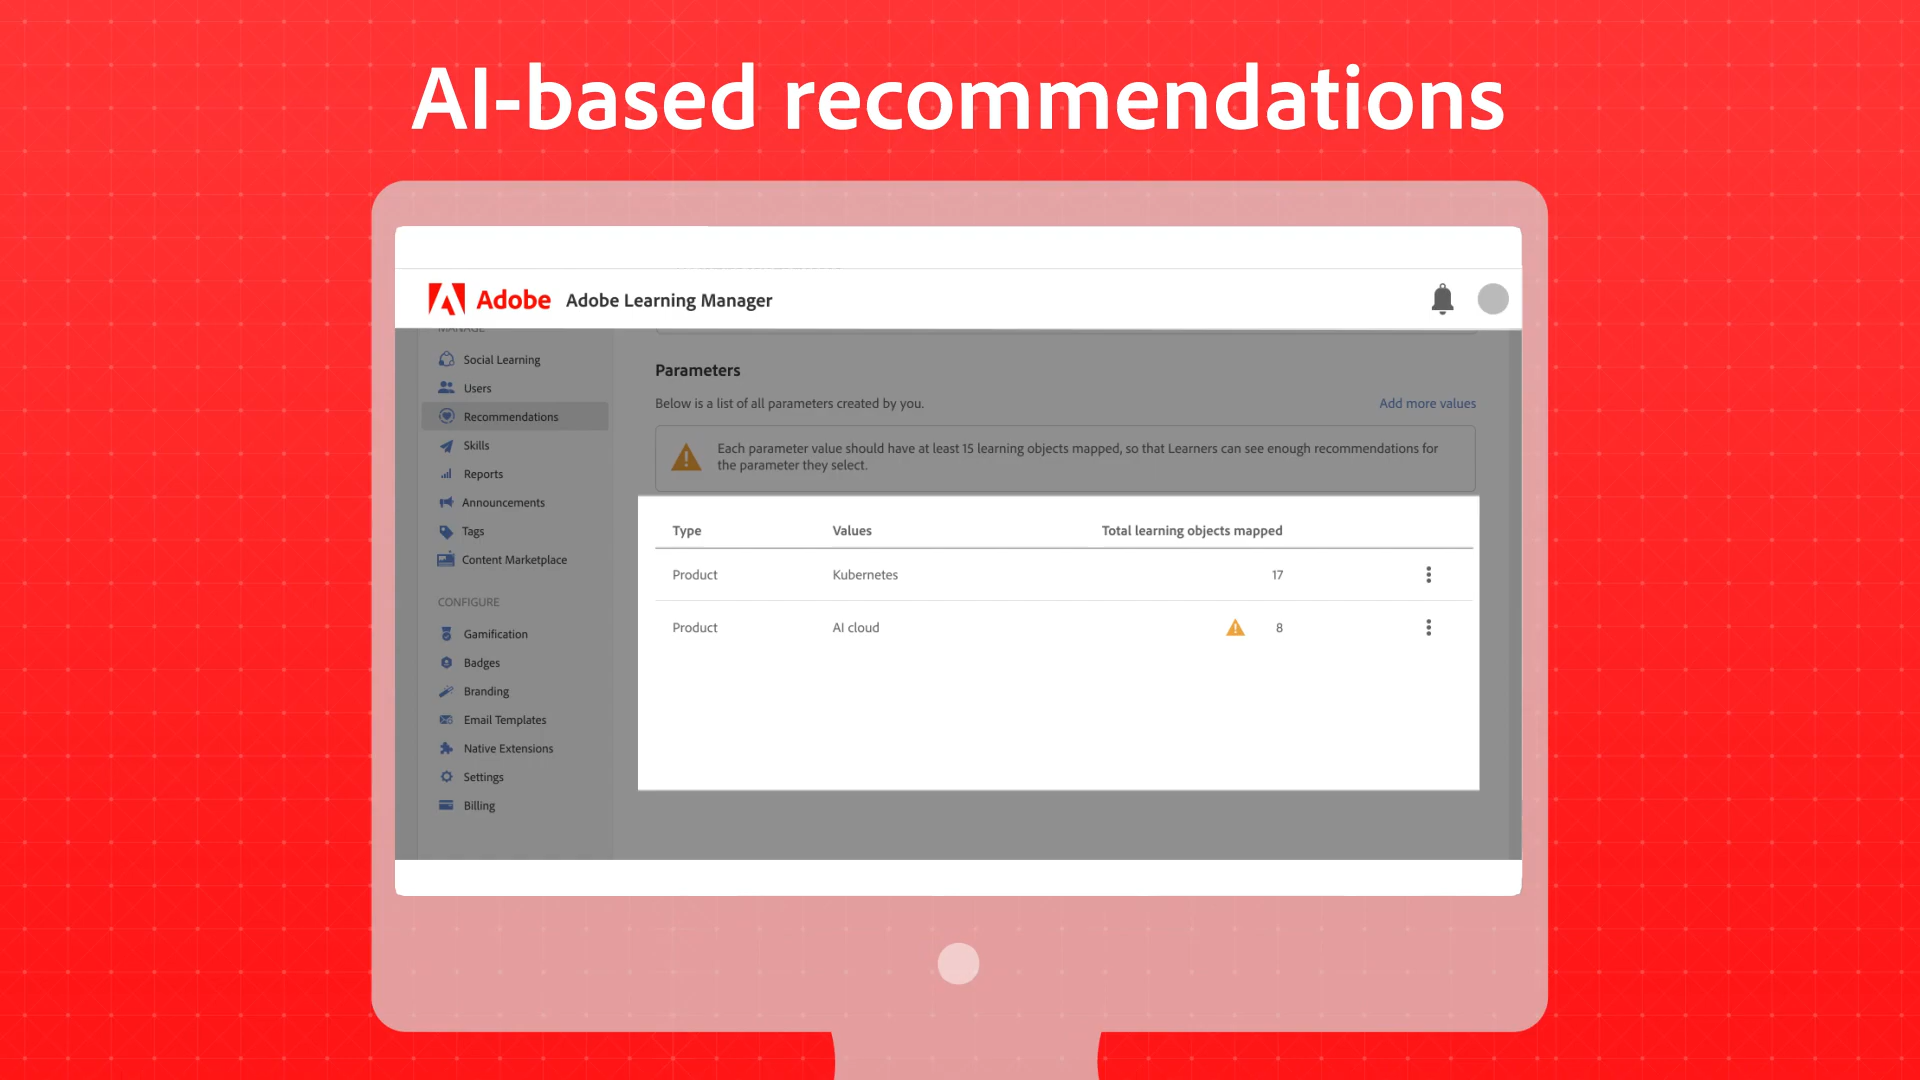 AI-based recommendations
Adobe
Adobe Learning Manager
MANAGE
Social Learning
Users
Recommendations
Skills
Reports
Announcements
Tags
Content Marketplace
CONFIGURE
Gamification
Badges
Branding
Email Templates
Native Extensions
Settings
Billing
Parameters
Below is a list of all parameters created by you.
Add more values
Each parameter value should have at least 15 learning objects mapped, so that Learners can see enough recommendations for
the parameter they select.
Type Values Total learning objects mapped
Product Kubernetes 17
Product AI cloud 8